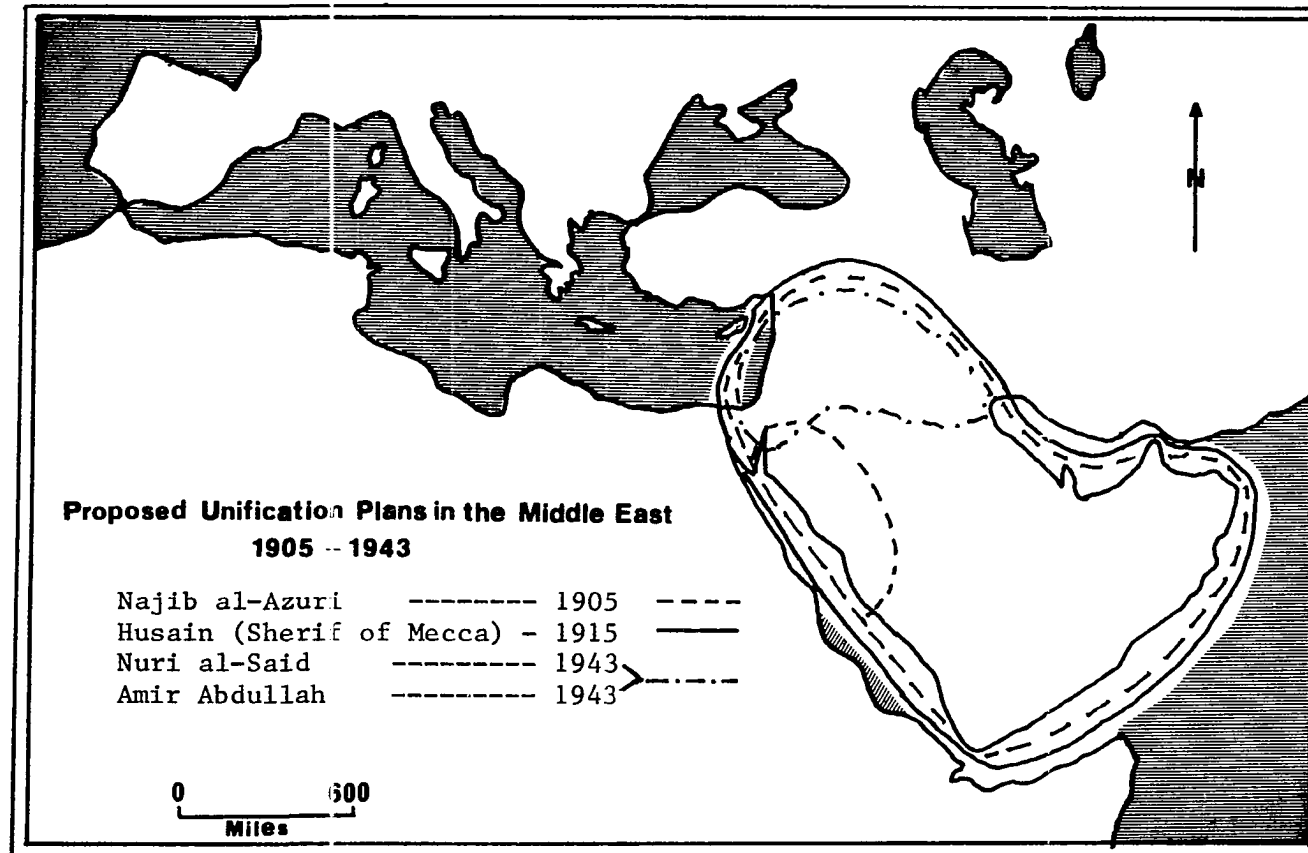 N
Proposed Unification Plans in the Middle East
1905 -- 1943
Najib al-Azuri -------- 1905 - - - -
Husain (Sherif of Mecca) - 1915 ———
Nuri al-Said --------- 1943
Amir Abdullah --------- 1943 —·—·—
0 600
Miles